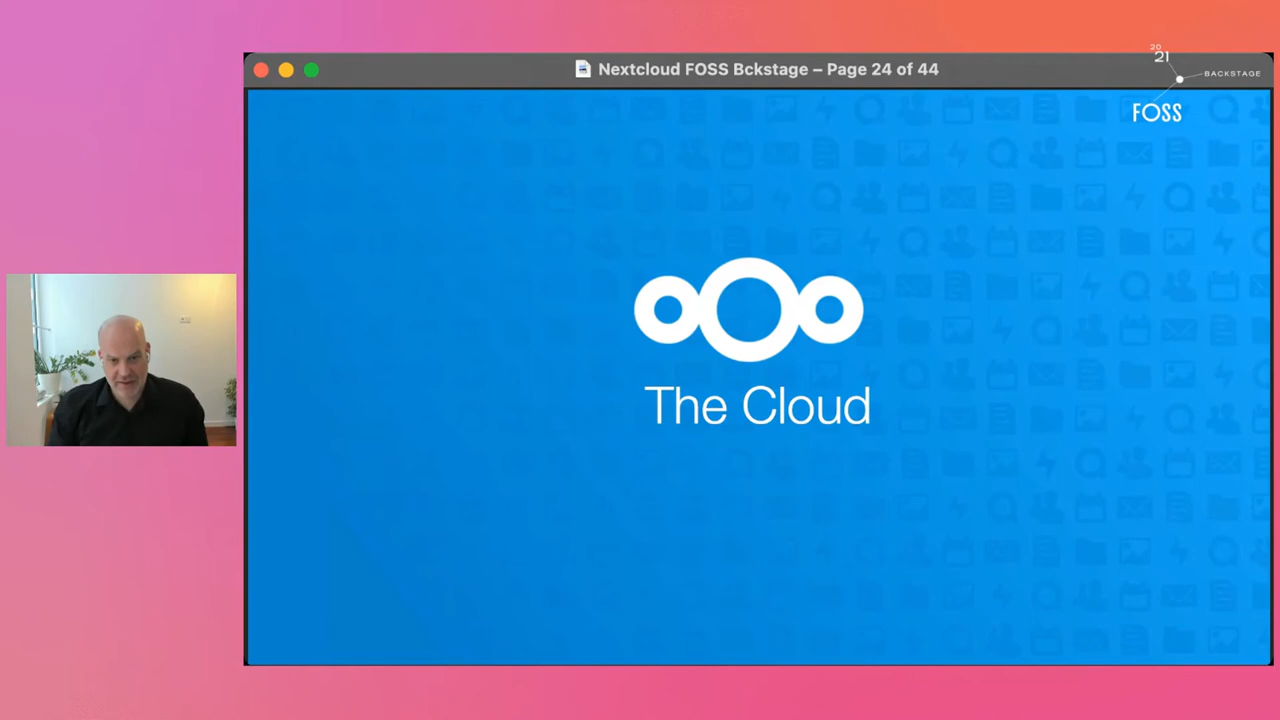 Nextcloud FOSS Bckstage – Page 24 of 44
20
21
BACKSTAGE
FOSS
The Cloud